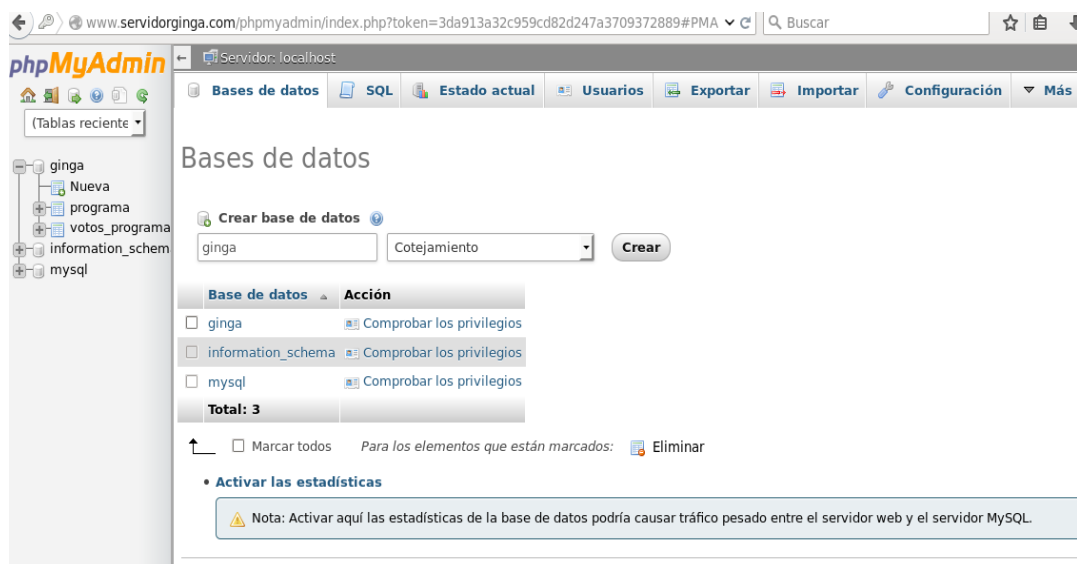 www.servidorginga.com/phpmyadmin/index.php?token=3da913a32c959cd82d247a3709372889#PMA
Buscar
phpMyAdmin
(Tablas reciente
ginga
Nueva
programa
votos_programa
information_schem
mysql
Servidor: localhost
Bases de datos SQL Estado actual Usuarios Exportar Importar Configuración Más
Bases de datos
Crear base de datos
ginga Cotejamiento Crear
Base de datos Acción
ginga Comprobar los privilegios
information_schema Comprobar los privilegios
mysql Comprobar los privilegios
Total: 3
Marcar todos Para los elementos que están marcados: Eliminar
• Activar las estadísticas
Nota: Activar aquí las estadísticas de la base de datos podría causar tráfico pesado entre el servidor web y el servidor MySQL.